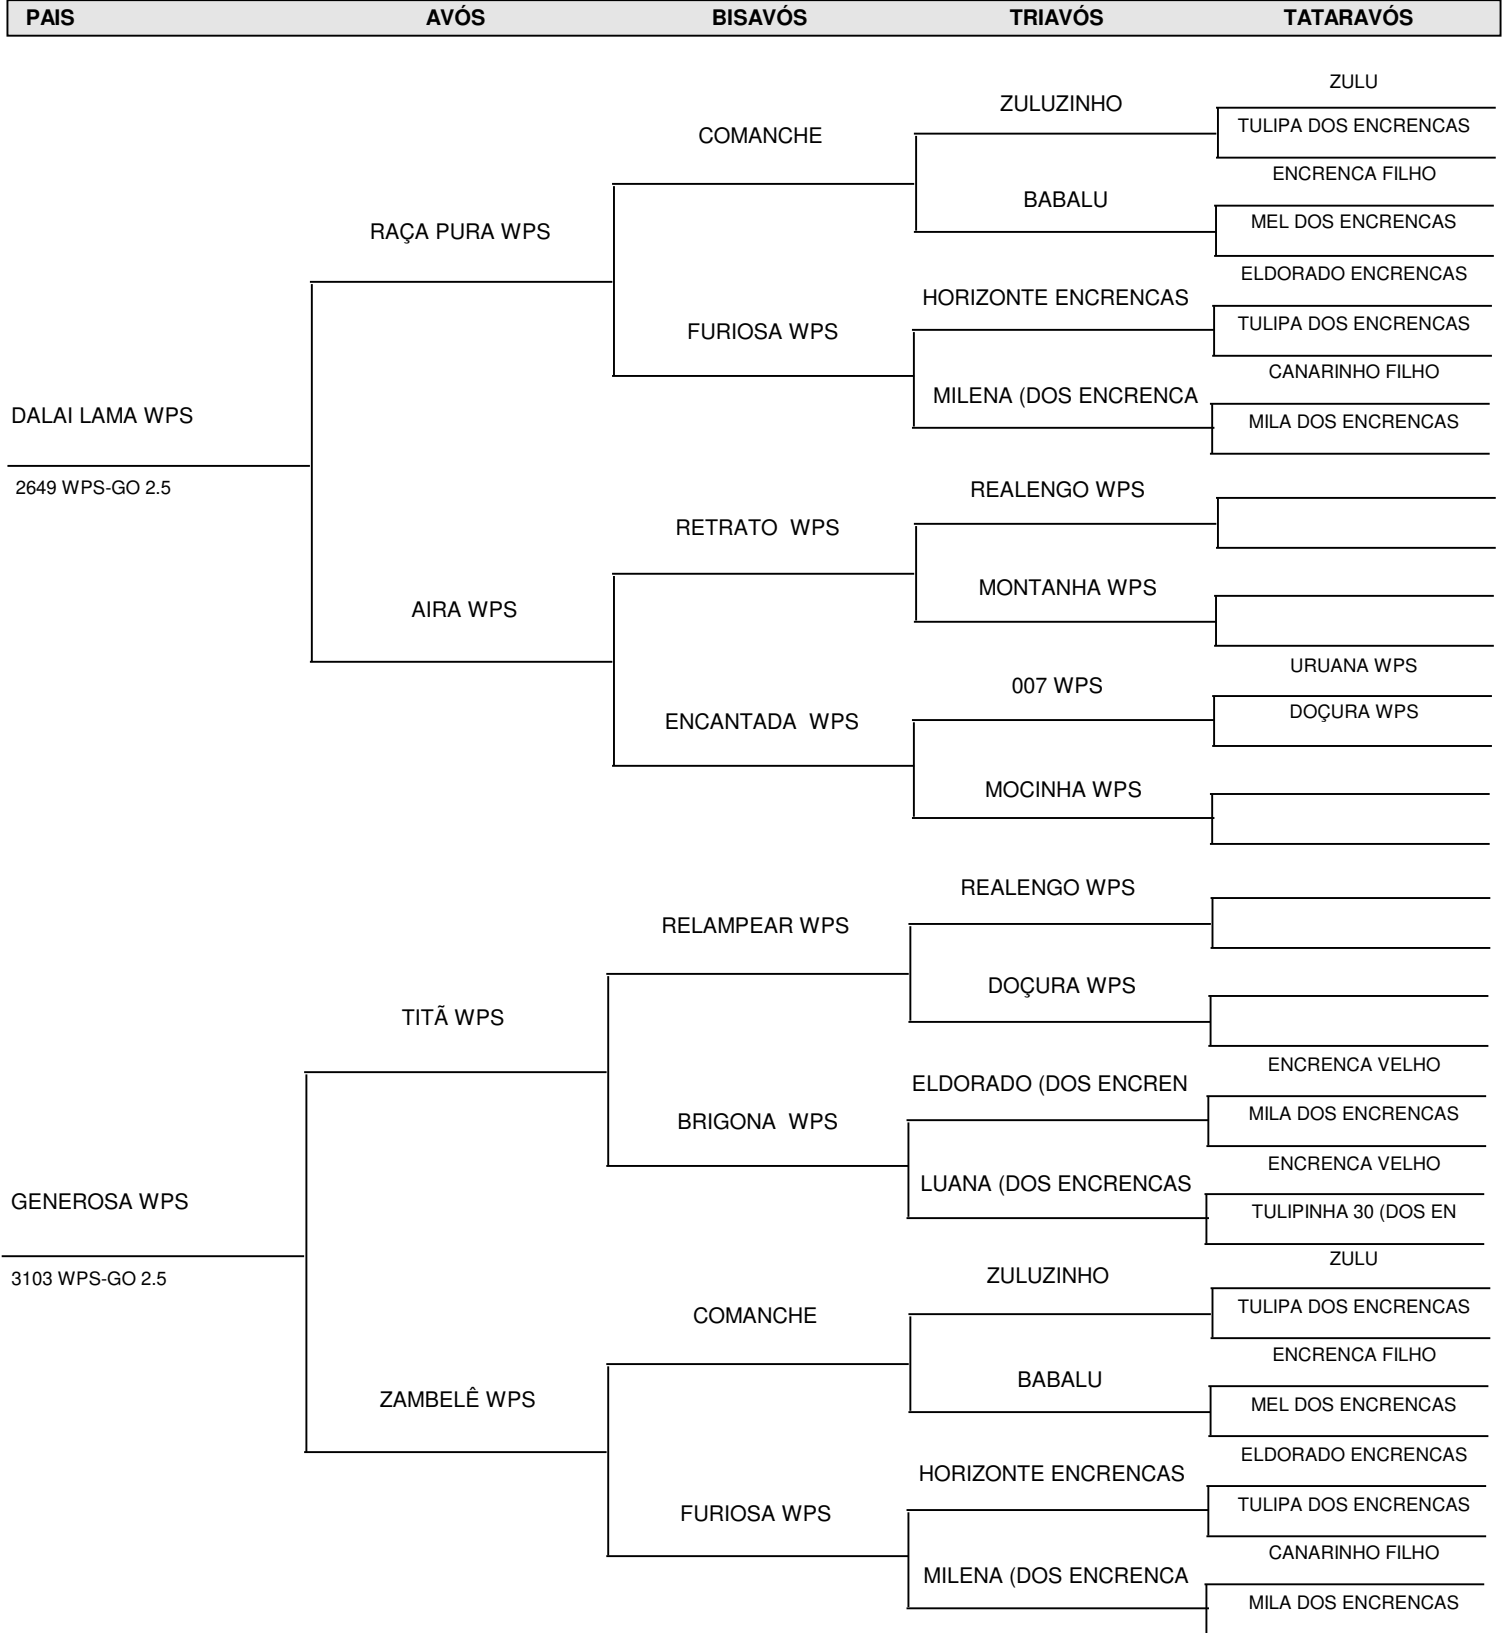 PAIS AVÓS BISAVÓS TRIAVÓS TATARAVÓS
ZULU
ZULUZINHO
TULIPA DOS ENCRENCAS
COMANCHE
ENCRENCA FILHO
BABALU
MEL DOS ENCRENCAS
RAÇA PURA WPS
ELDORADO ENCRENCAS
HORIZONTE ENCRENCAS
TULIPA DOS ENCRENCAS
FURIOSA WPS
CANARINHO FILHO
MILENA (DOS ENCRENCA
DALAI LAMA WPS
MILA DOS ENCRENCAS
2649 WPS-GO 2.5
REALENGO WPS
RETRATO WPS
MONTANHA WPS
AIRA WPS
URUANA WPS
007 WPS
DOÇURA WPS
ENCANTADA WPS
MOCINHA WPS
REALENGO WPS
RELAMPEAR WPS
DOÇURA WPS
TITÃ WPS
ENCRENCA VELHO
ELDORADO (DOS ENCREN
MILA DOS ENCRENCAS
BRIGONA WPS
ENCRENCA VELHO
LUANA (DOS ENCRENCAS
GENEROSA WPS
TULIPINHA 30 (DOS EN
ZULU
3103 WPS-GO 2.5
ZULUZINHO
TULIPA DOS ENCRENCAS
COMANCHE
ENCRENCA FILHO
BABALU
ZAMBELÊ WPS
MEL DOS ENCRENCAS
ELDORADO ENCRENCAS
HORIZONTE ENCRENCAS
TULIPA DOS ENCRENCAS
FURIOSA WPS
CANARINHO FILHO
MILENA (DOS ENCRENCA
MILA DOS ENCRENCAS